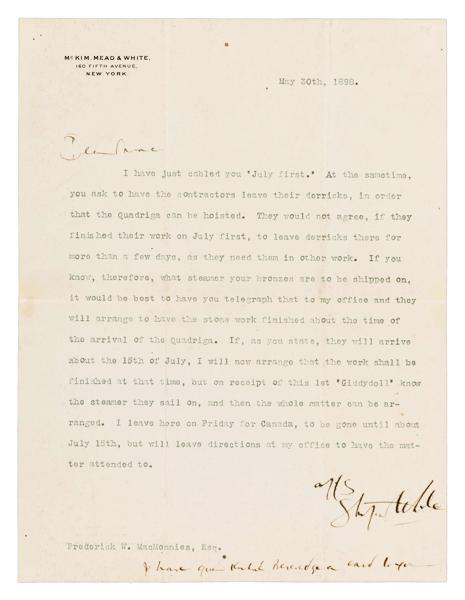 McKIM, MEAD & WHITE,
160 FIFTH AVENUE,
NEW YORK.
May 30th, 1898.
Dear
I have just cabled you "July first." At the sametime,
you ask to have the contractors leave their derricks, in order
that the Quadriga can be hoisted. They would not agree, if they
finished their work on July first, to leave derricks there for
more than a few days, as they need them in other work. If you
know, therefore, what steamer your bronzes are to be shipped on,
it would be best to have you telegraph that to my office and they
will arrange to have the stone work finished about the time of
the arrival of the Quadriga. If, as you state, they will arrive
about the 15th of July, I will now arrange that the work shall be
finished at that time, but on receipt of this let "Giddydoll" know
the steamer they sail on, and then the whole matter can be ar-
ranged. I leave here on Friday for Canada, to be gone until about
July 15th, but will leave directions at my office to have the mat-
ter attended to.
White
Frederick W. MacMonnies, Esq.
I have given a card to you